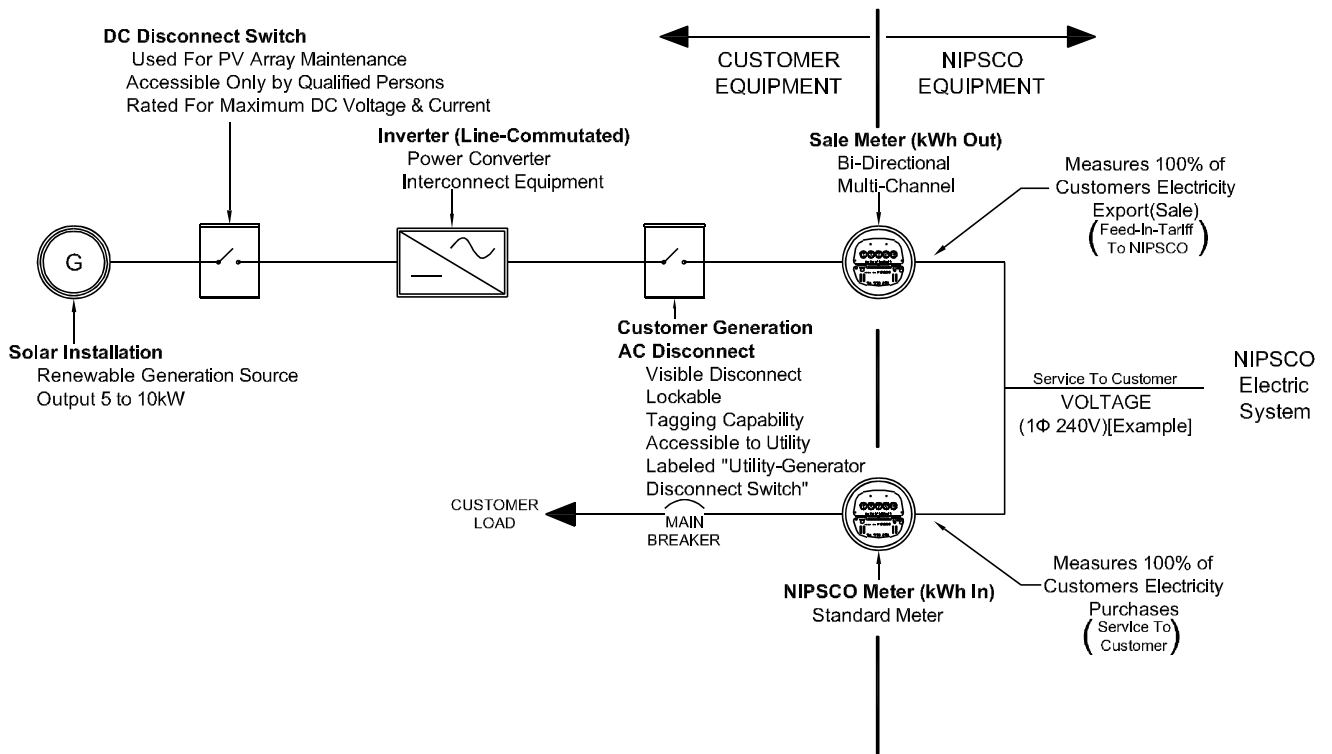 DC Disconnect Switch
Used For PV Array Maintenance
Accessible Only by Qualified Persons
Rated For Maximum DC Voltage & Current
CUSTOMER
EQUIPMENT
NIPSCO
EQUIPMENT
Inverter (Line-Commutated)
Power Converter
Interconnect Equipment
Sale Meter (kWh Out)
Bi-Directional
Multi-Channel
Measures 100% of
Customers Electricity
Export(Sale)
(Feed-In-Tariff
To NIPSCO)
G
Solar Installation
Renewable Generation Source
Output 5 to 10kW
Customer Generation
AC Disconnect
Visible Disconnect
Lockable
Tagging Capability
Accessible to Utility
Labeled "Utility-Generator
Disconnect Switch"
Service To Customer
VOLTAGE
(1Φ 240V)[Example]
NIPSCO
Electric
System
CUSTOMER
LOAD
MAIN
BREAKER
NIPSCO Meter (kWh In)
Standard Meter
Measures 100% of
Customers Electricity
Purchases
(Service To
Customer)